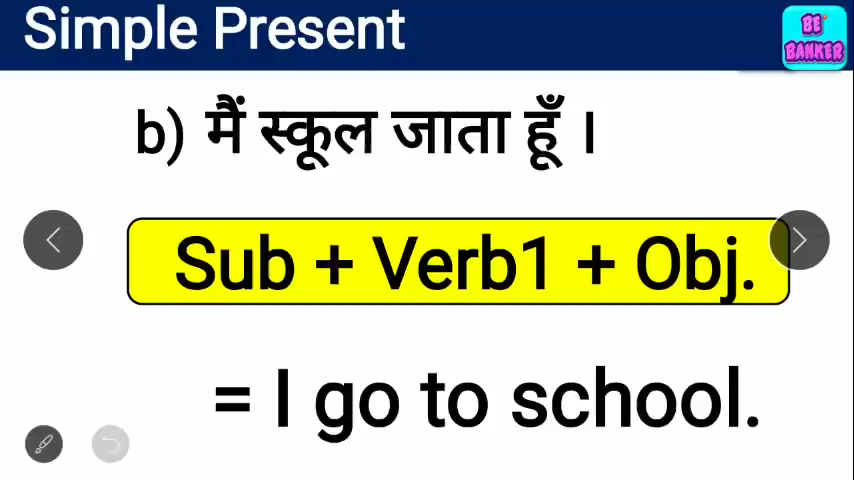 Simple Present
BE
BANKER
b) मैं स्कूल जाता हूँ ।
Sub + Verb1 + Obj.
= I go to school.